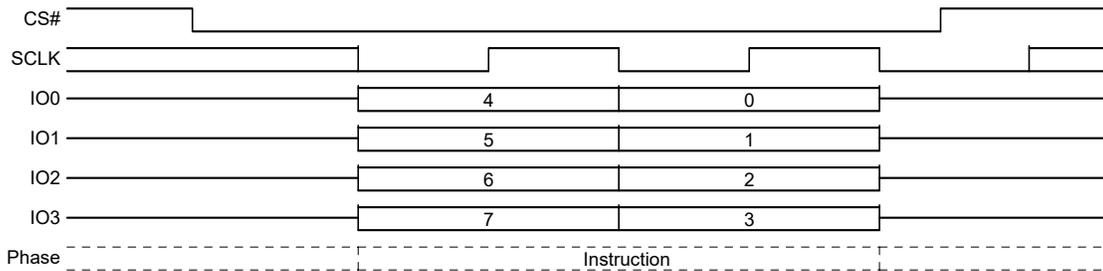 CS#
SCLK
IO0 4 0
IO1 5 1
IO2 6 2
IO3 7 3
Phase Instruction